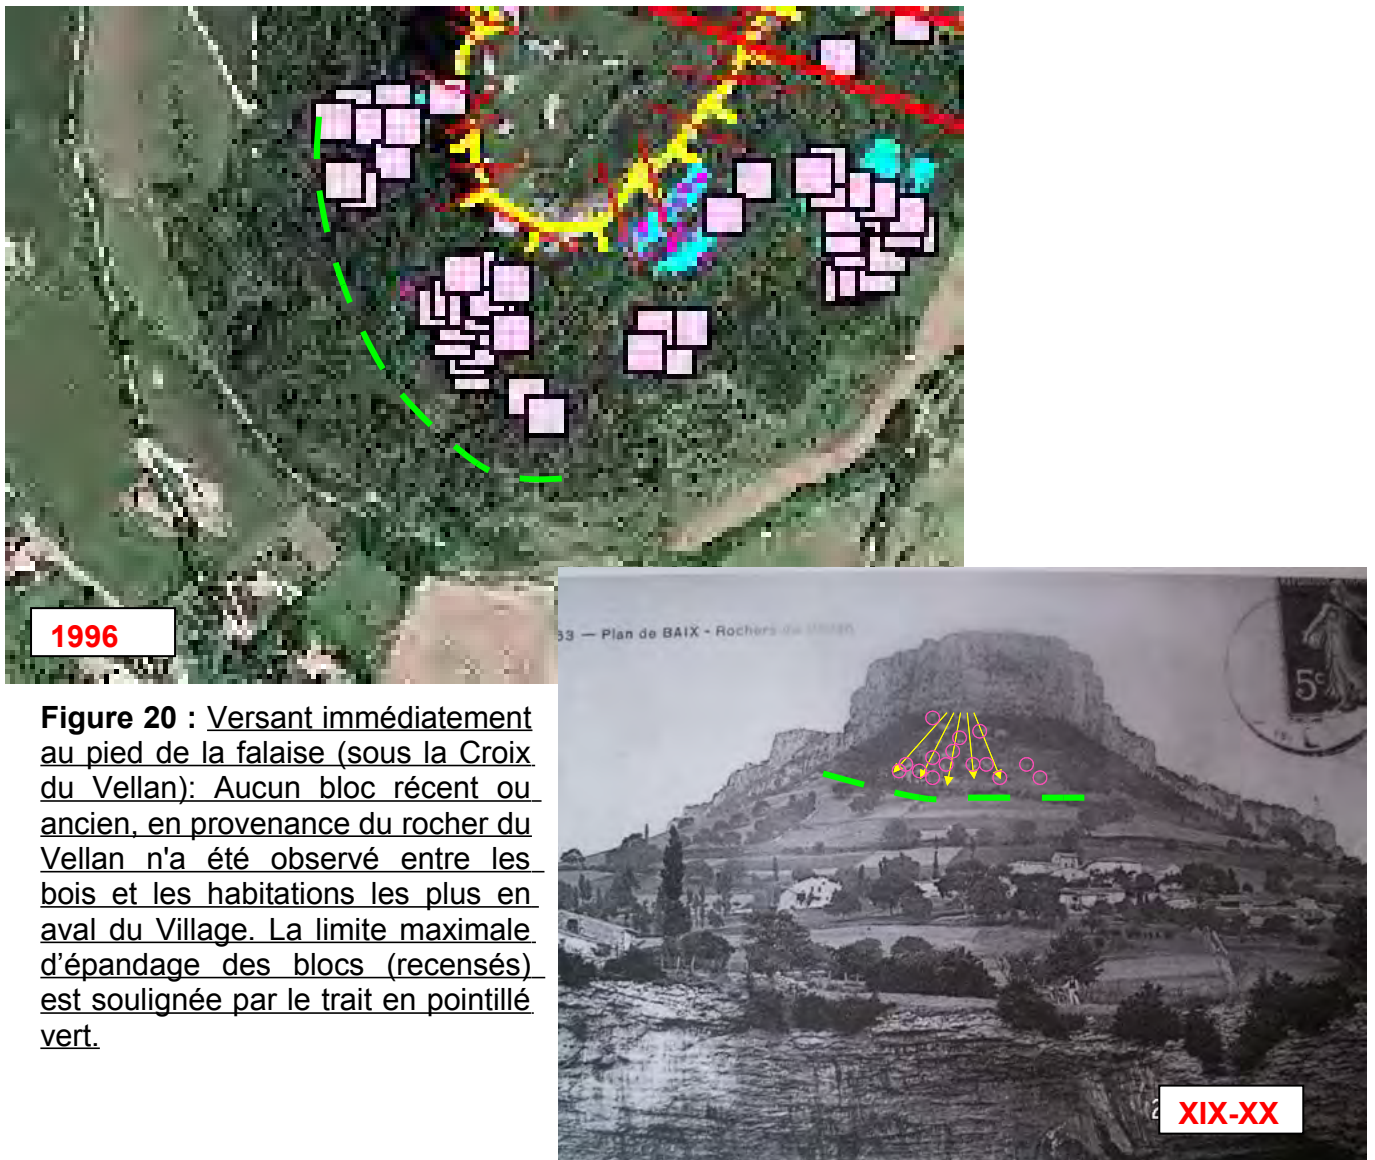 1996
33 — Plan de BAIX - Rochers du Vellan
5c
Figure 20 : Versant immédiatement
au pied de la falaise (sous la Croix
du Vellan): Aucun bloc récent ou
ancien, en provenance du rocher du
Vellan n'a été observé entre les
bois et les habitations les plus en
aval du Village. La limite maximale
d'épandage des blocs (recensés)
est soulignée par le trait en pointillé
vert.
XIX-XX